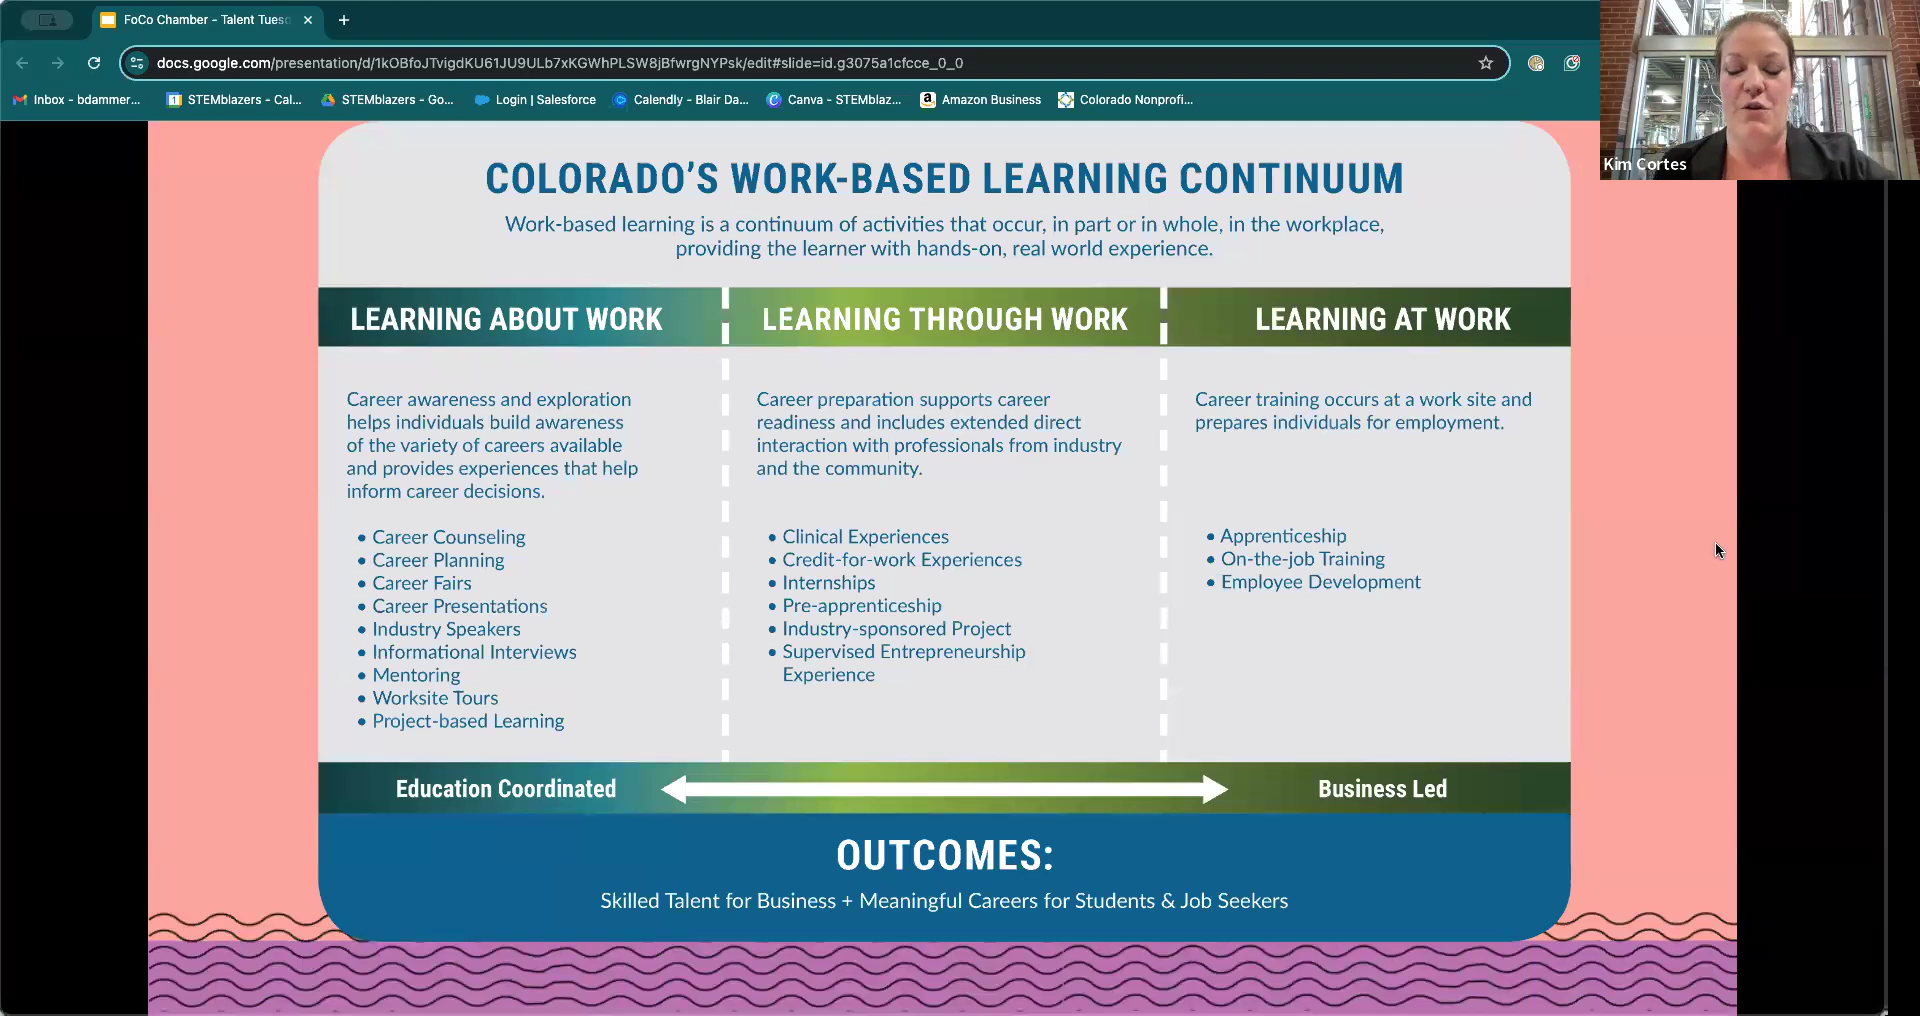 FoCo Chamber - Talent Tuesd
docs.google.com/presentation/d/1kOBfoJTvigdKU61JU9ULb7xKGWhPLSW8jBfwrgNYPsk/edit#slide=id.g3075a1cfcce_0_0
Inbox - bdammer... STEMblazers - Cal... STEMblazers - Go... Login | Salesforce Calendly - Blair Da... Canva - STEMblaz... Amazon Business Colorado Nonprofi...
Kim Cortes
COLORADO'S WORK-BASED LEARNING CONTINUUM
Work-based learning is a continuum of activities that occur, in part or in whole, in the workplace,
providing the learner with hands-on, real world experience.
LEARNING ABOUT WORK
Career awareness and exploration
helps individuals build awareness
of the variety of careers available
and provides experiences that help
inform career decisions.
• Career Counseling
• Career Planning
• Career Fairs
• Career Presentations
• Industry Speakers
• Informational Interviews
• Mentoring
• Worksite Tours
• Project-based Learning
LEARNING THROUGH WORK
Career preparation supports career
readiness and includes extended direct
interaction with professionals from industry
and the community.
• Clinical Experiences
• Credit-for-work Experiences
• Internships
• Pre-apprenticeship
• Industry-sponsored Project
• Supervised Entrepreneurship
Experience
LEARNING AT WORK
Career training occurs at a work site and
prepares individuals for employment.
• Apprenticeship
• On-the-job Training
• Employee Development
Education Coordinated
Business Led
OUTCOMES:
Skilled Talent for Business + Meaningful Careers for Students & Job Seekers